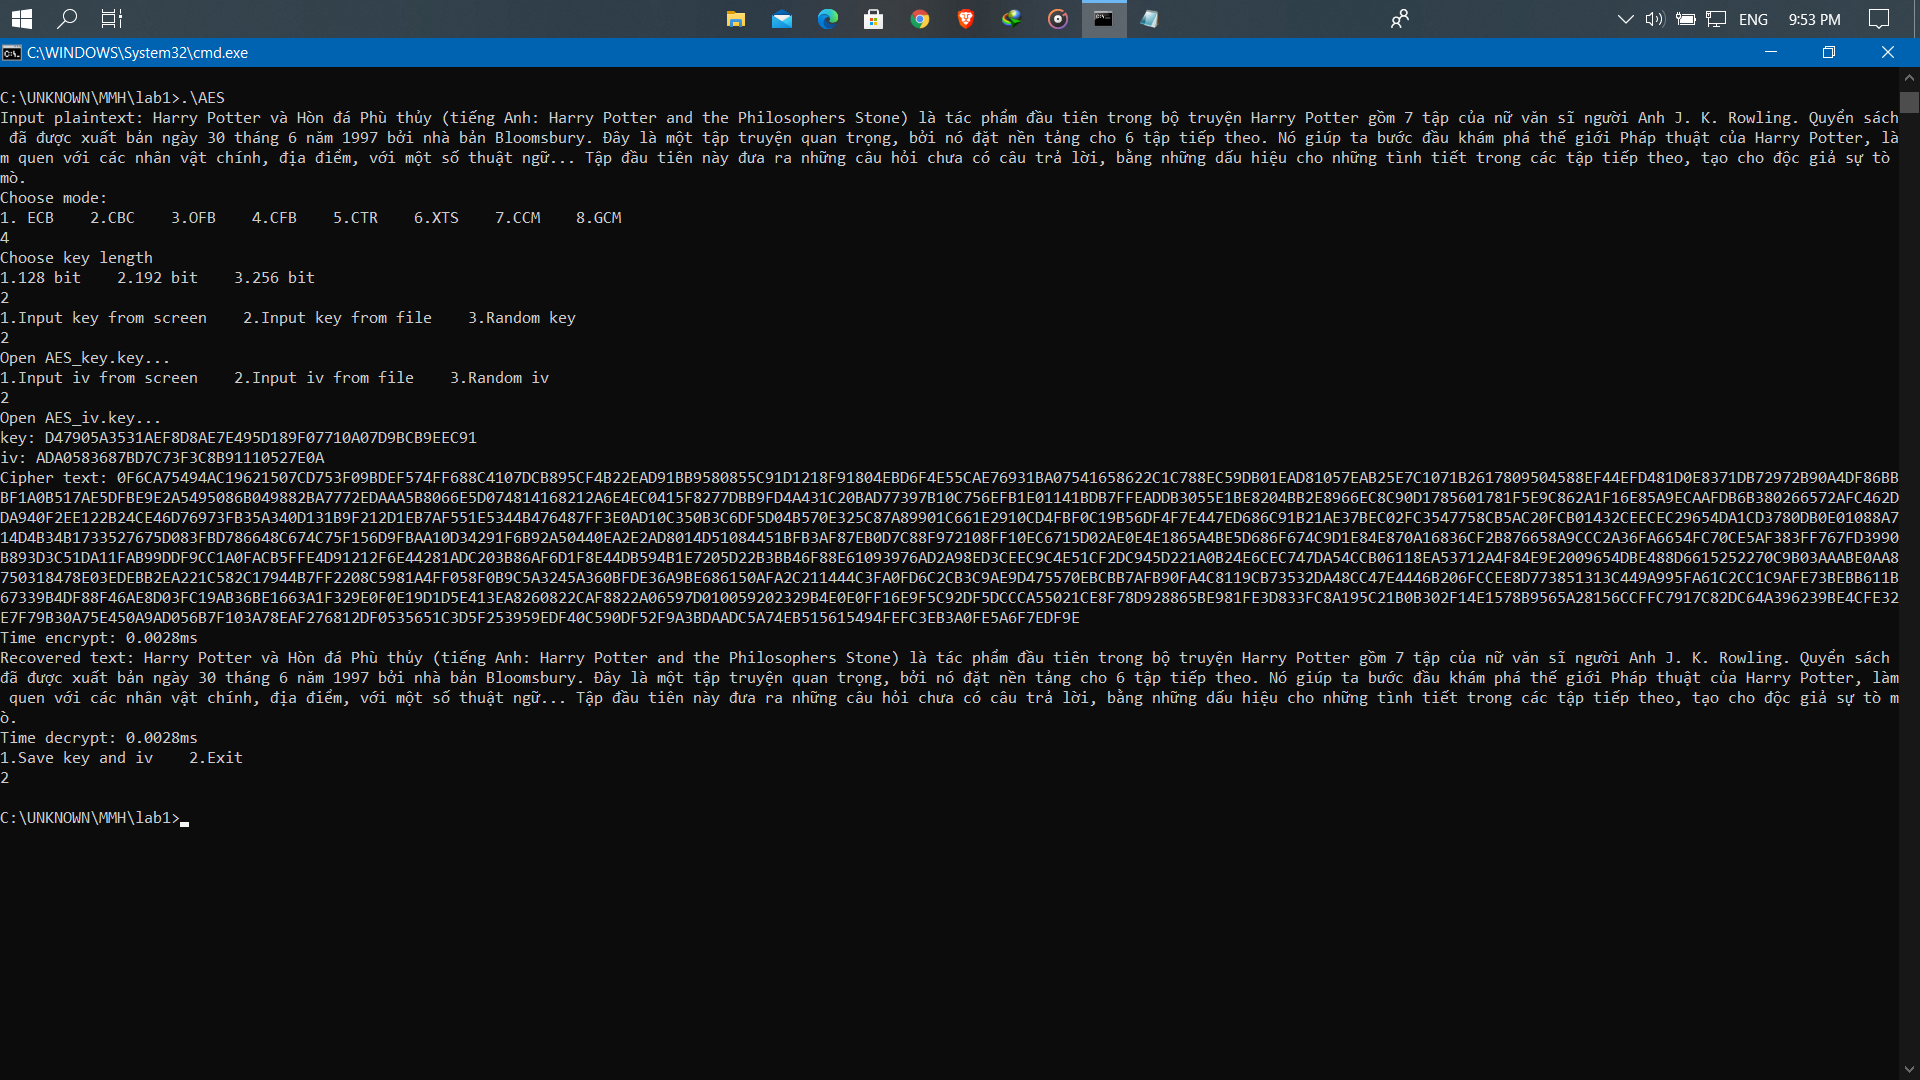 ENG 9:53 PM
C:\WINDOWS\System32\cmd.exe
C:\UNKNOWN\MMH\lab1>.\AES
Input plaintext: Harry Potter và Hòn đá Phù thủy (tiếng Anh: Harry Potter and the Philosophers Stone) là tác phẩm đầu tiên trong bộ truyện Harry Potter gồm 7 tập của nữ văn sĩ người Anh J. K. Rowling. Quyển sách
đã được xuất bản ngày 30 tháng 6 năm 1997 bởi nhà bản Bloomsbury. Đây là một tập truyện quan trọng, bởi nó đặt nền tảng cho 6 tập tiếp theo. Nó giúp ta bước đầu khám phá thế giới Pháp thuật của Harry Potter, là
m quen với các nhân vật chính, địa điểm, với một số thuật ngữ... Tập đầu tiên này đưa ra những câu hỏi chưa có câu trả lời, bằng những dấu hiệu cho những tình tiết trong các tập tiếp theo, tạo cho độc giả sự tò
mò.
Choose mode:
1. ECB    2.CBC    3.OFB    4.CFB    5.CTR    6.XTS    7.CCM    8.GCM
4
Choose key length
1.128 bit    2.192 bit    3.256 bit
2
1.Input key from screen    2.Input key from file    3.Random key
2
Open AES_key.key...
1.Input iv from screen    2.Input iv from file    3.Random iv
2
Open AES_iv.key...
key: D47905A3531AEF8D8AE7E495D189F07710A07D9BCB9EEC91
iv: ADA0583687BD7C73F3C8B91110527E0A
Cipher text: 0F6CA75494AC19621507CD753F09BDEF574FF688C4107DCB895CF4B22EAD91BB9580855C91D1218F91804EBD6F4E55CAE76931BA07541658622C1C788EC59DB01EAD81057EAB25E7C1071B2617809504588EF44EFD481D0E8371DB72972B90A4DF86BB
BF1A0B517AE5DFBE9E2A5495086B049882BA7772EDAAA5B8066E5D074814168212A6E4EC0415F8277DBB9FD4A431C20BAD77397B10C756EFB1E01141BDB7FFEADDB3055E1BE8204BB2E8966EC8C90D1785601781F5E9C862A1F16E85A9ECAAFDB6B380266572AFC462D
DA940F2EE122B24CE46D76973FB35A340D131B9F212D1EB7AF551E5344B476487FF3E0AD10C350B3C6DF5D04B570E325C87A89901C661E2910CD4FBF0C19B56DF4F7E447ED686C91B21AE37BEC02FC3547758CB5AC20FCB01432CEECEC29654DA1CD3780DB0E01088A7
14D4B34B1733527675D083FBD786648C674C75F156D9FBAA10D34291F6B92A50440EA2E2AD8014D51084451BFB3AF87EB0D7C88F972108FF10EC6715D02AE0E4E1865A4BE5D686F674C9D1E84E870A16836CF2B876658A9CCC2A36FA6654FC70CE5AF383FF767FD3990
B893D3C51DA11FAB99DDF9CC1A0FACB5FFE4D91212F6E44281ADC203B86AF6D1F8E44DB594B1E7205D22B3BB46F88E61093976AD2A98ED3CEEC9C4E51CF2DC945D221A0B24E6CEC747DA54CCB06118EA53712A4F84E9E2009654DBE488D6615252270C9B03AAABE0AA8
750318478E03EDEBB2EA221C582C17944B7FF2208C5981A4FF058F0B9C5A3245A360BFDE36A9BE686150AFA2C211444C3FA0FD6C2CB3C9AE9D475570EBCBB7AFB90FA4C8119CB73532DA48CC47E4446B206FCCEE8D773851313C449A995FA61C2CC1C9AFE73BEBB611B
67339B4DF88F46AE8D03FC19AB36BE1663A1F329E0F0E19D1D5E413EA8260822CAF8822A06597D010059202329B4E0E0FF16E9F5C92DF5DCCCA55021CE8F78D928865BE981FE3D833FC8A195C21B0B302F14E1578B9565A28156CCFFC7917C82DC64A396239BE4CFE32
E7F79B30A75E450A9AD056B7F103A78EAF276812DF0535651C3D5F253959EDF40C590DF52F9A3BDAADC5A74EB515615494FEFC3EB3A0FE5A6F7EDF9E
Time encrypt: 0.0028ms
Recovered text: Harry Potter và Hòn đá Phù thủy (tiếng Anh: Harry Potter and the Philosophers Stone) là tác phẩm đầu tiên trong bộ truyện Harry Potter gồm 7 tập của nữ văn sĩ người Anh J. K. Rowling. Quyển sách
đã được xuất bản ngày 30 tháng 6 năm 1997 bởi nhà bản Bloomsbury. Đây là một tập truyện quan trọng, bởi nó đặt nền tảng cho 6 tập tiếp theo. Nó giúp ta bước đầu khám phá thế giới Pháp thuật của Harry Potter, làm
quen với các nhân vật chính, địa điểm, với một số thuật ngữ... Tập đầu tiên này đưa ra những câu hỏi chưa có câu trả lời, bằng những dấu hiệu cho những tình tiết trong các tập tiếp theo, tạo cho độc giả sự tò m
ò.
Time decrypt: 0.0028ms
1.Save key and iv    2.Exit
2
C:\UNKNOWN\MMH\lab1>